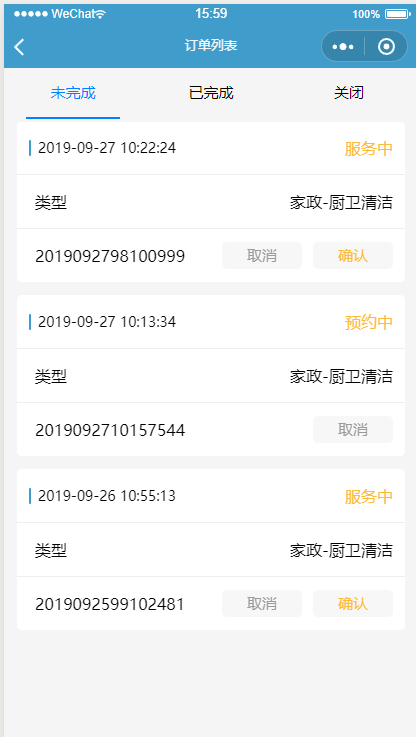 WeChat 15:59 100%
订单列表
未完成 已完成 关闭
2019-09-27 10:22:24 服务中
类型 家政-厨卫清洁
2019092798100999 取消 确认
2019-09-27 10:13:34 预约中
类型 家政-厨卫清洁
2019092710157544 取消
2019-09-26 10:55:13 服务中
类型 家政-厨卫清洁
2019092599102481 取消 确认